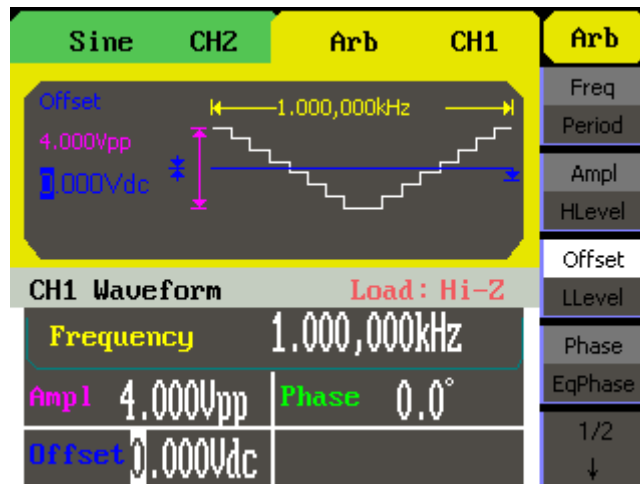 Sine CH2 Arb CH1 Arb
Offset
1.000,000kHz
4.000Vpp
0.000Vdc
Freq
Period
Ampl
HLevel
Offset
LLevel
Phase
EqPhase
1/2
↓
CH1 Waveform Load: Hi-Z
Frequency 1.000,000kHz
Ampl 4.000Vpp Phase 0.0°
Offset 0.000Vdc